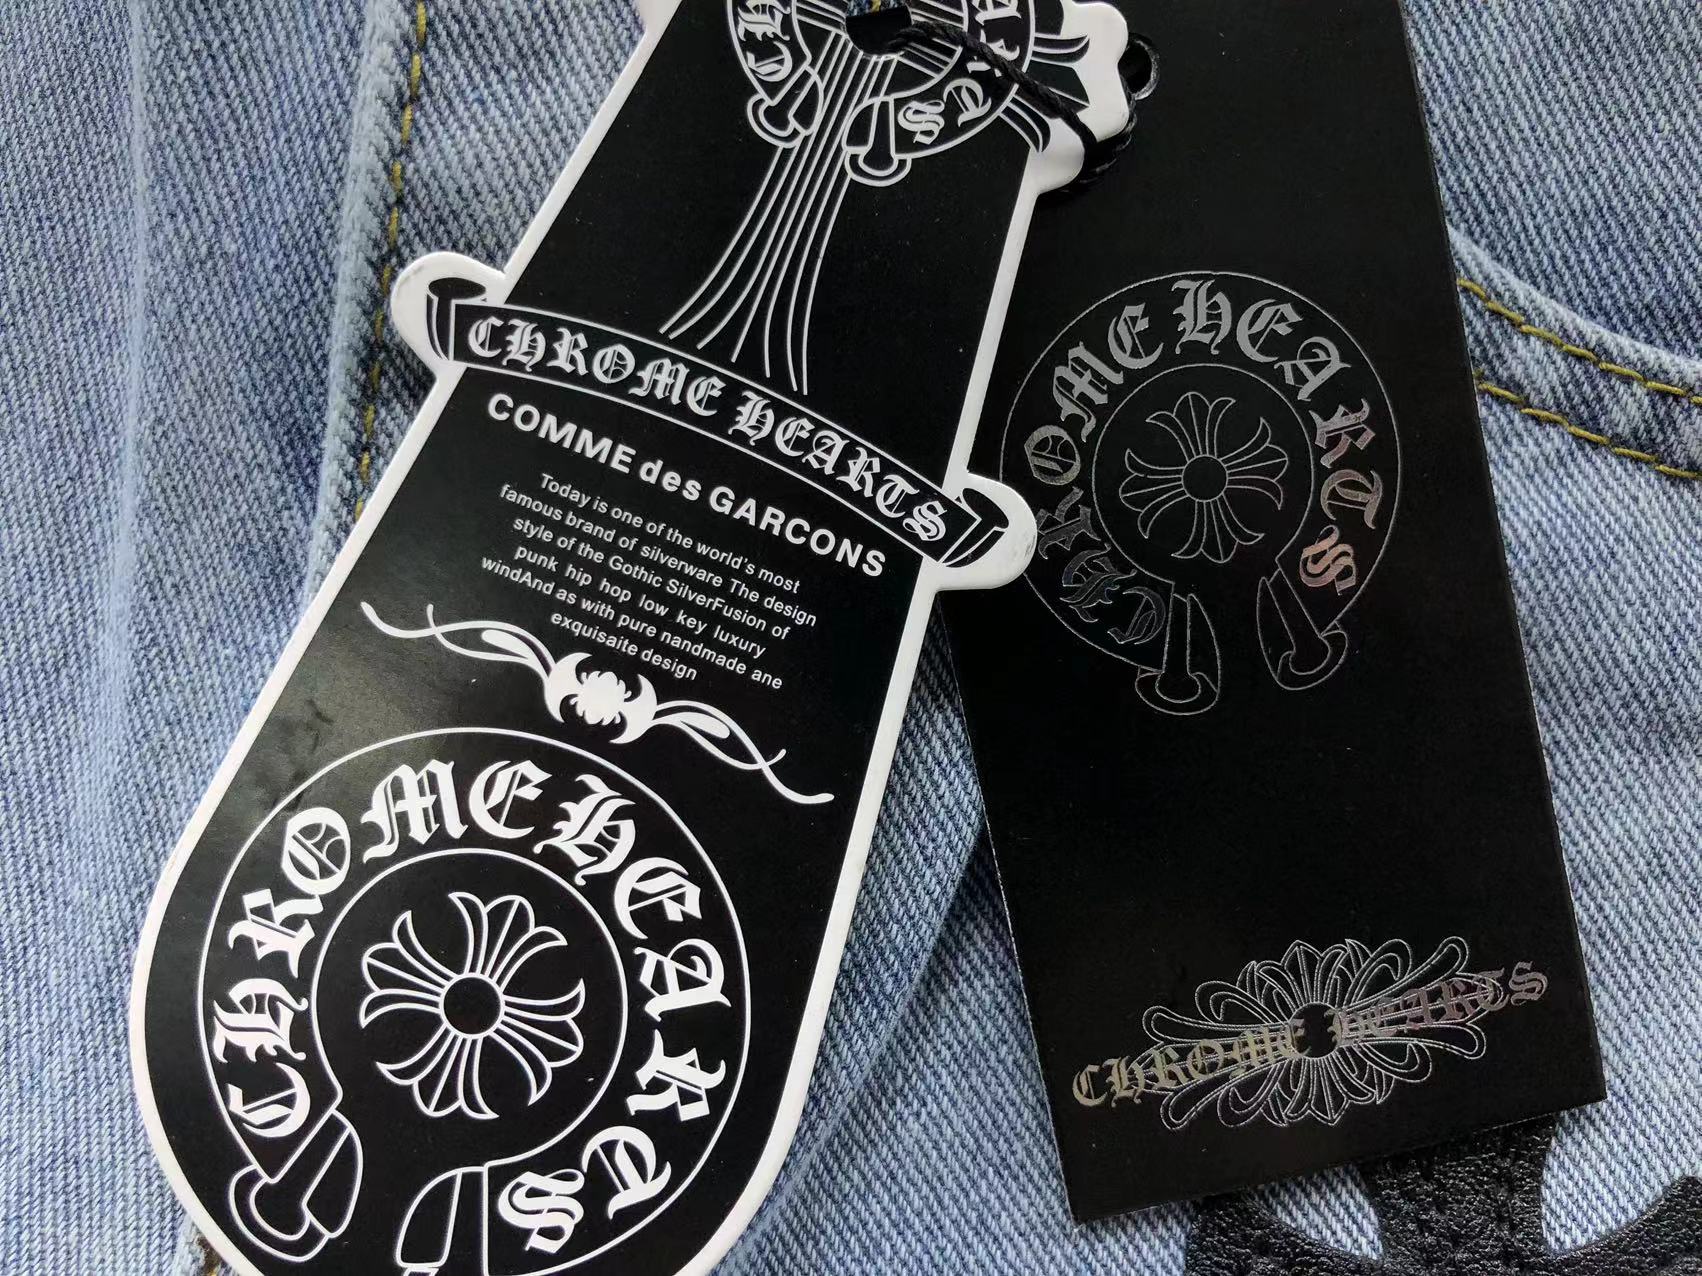 CHROME HEARTS
COMME des GARCONS
Today is one of the world's most
famous brand of silverware The design
style of the Gothic SilverFusion of
punk hip hop low key luxury
windAnd as with pure nandmade ane
exquisaite design
CHROME HEARTS
CHROME HEARTS
CHROME HEARTS